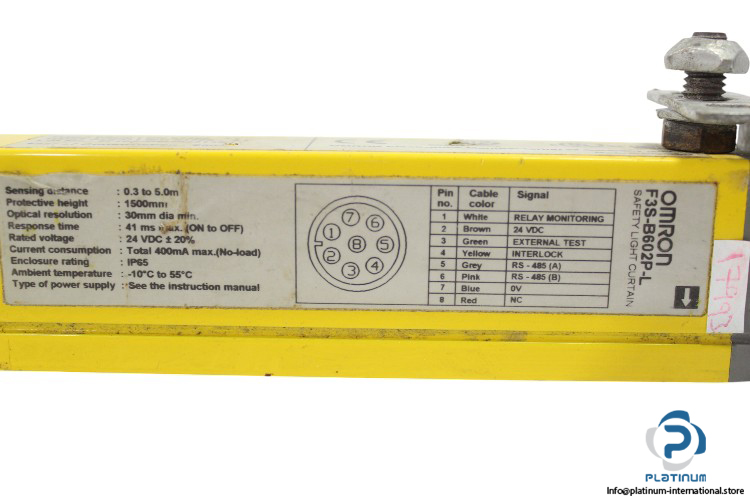 Sensing distance : 0.3 to 5.0m
Protective height : 1500mm
Optical resolution : 30mm dia min.
Response time : 41 ms max. (ON to OFF)
Rated voltage : 24 VDC ± 20%
Current consumption : Total 400mA max.(No-load)
Enclosure rating : IP65
Ambient temperature : -10°C to 55°C
Type of power supply : See the instruction manual
7
1 6
8
2 5
3 4
Pin no. Cable color Signal
1 White RELAY MONITORING
2 Brown 24 VDC
3 Green EXTERNAL TEST
4 Yellow INTERLOCK
5 Grey RS - 485 (A)
6 Pink RS - 485 (B)
7 Blue 0V
8 Red NC
OMRON
F3S-B602P-L
SAFETY LIGHT CURTAIN
17993
PLATINUM
Info@platinum-international.store